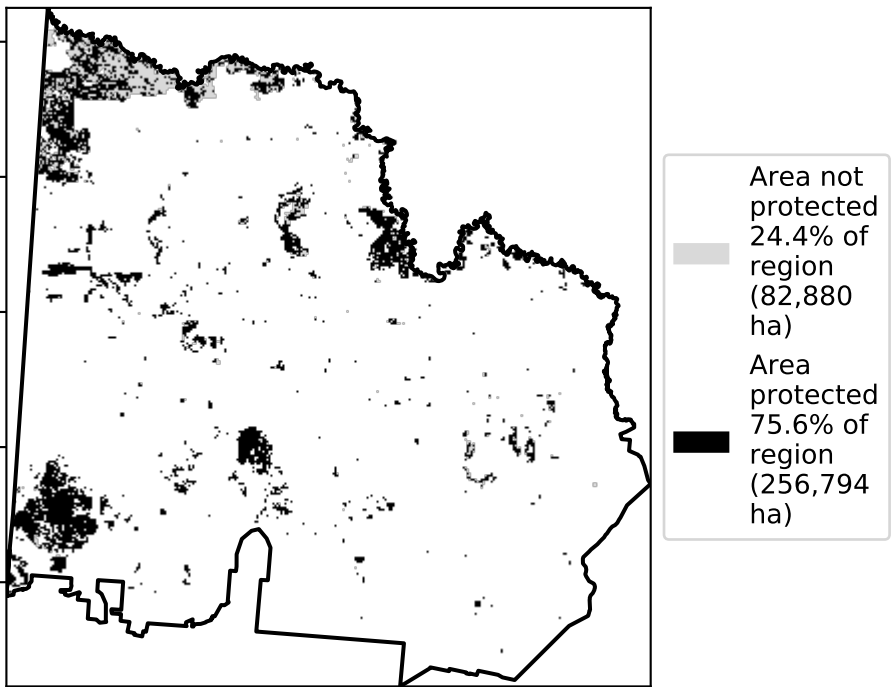 Area not
protected
24.4% of
region
(82,880
ha)
Area
protected
75.6% of
region
(256,794
ha)